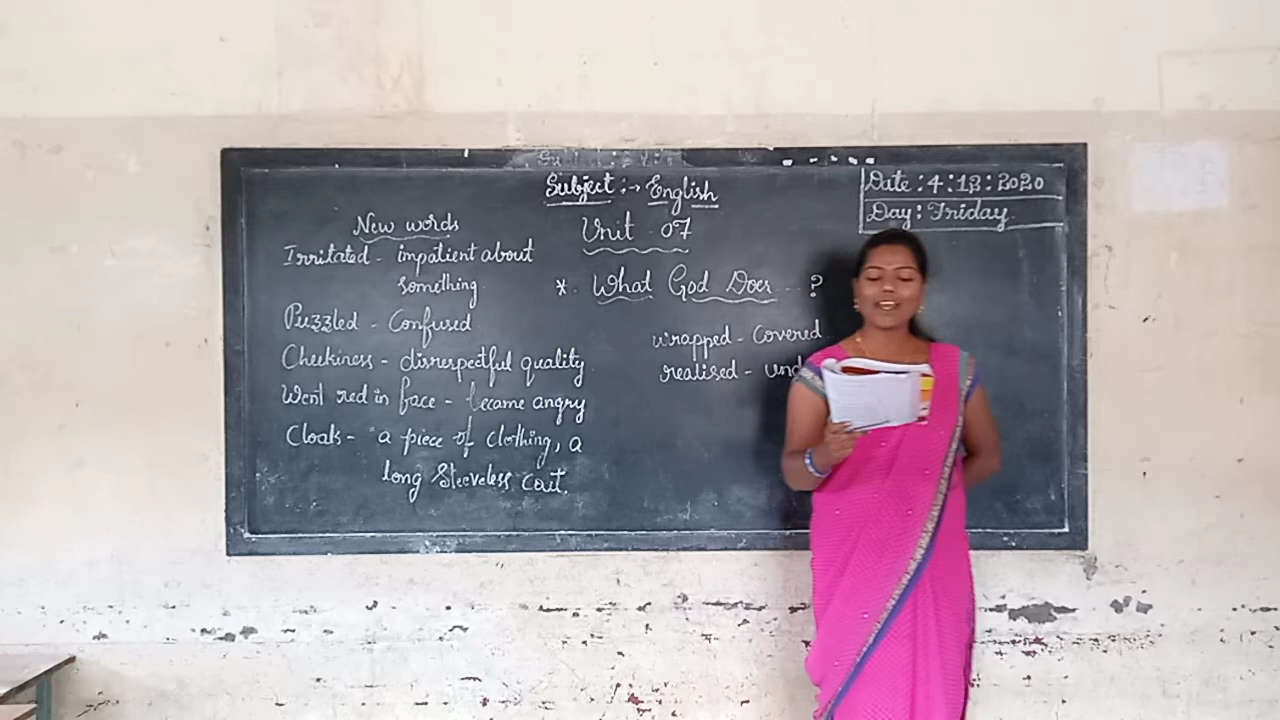 Subject :→ English
Date : 4 : 12 : 2020
Day : Friday.
Unit - 07
* What God Does ... ?
New words
Irritated - impatient about
something.
Puzzled - Confused
Cheekiness - disrespectful quality
Went red in face - became angry
Cloak - a piece of clothing, a
long sleeveless coat.
wrapped - Covered
realised - und